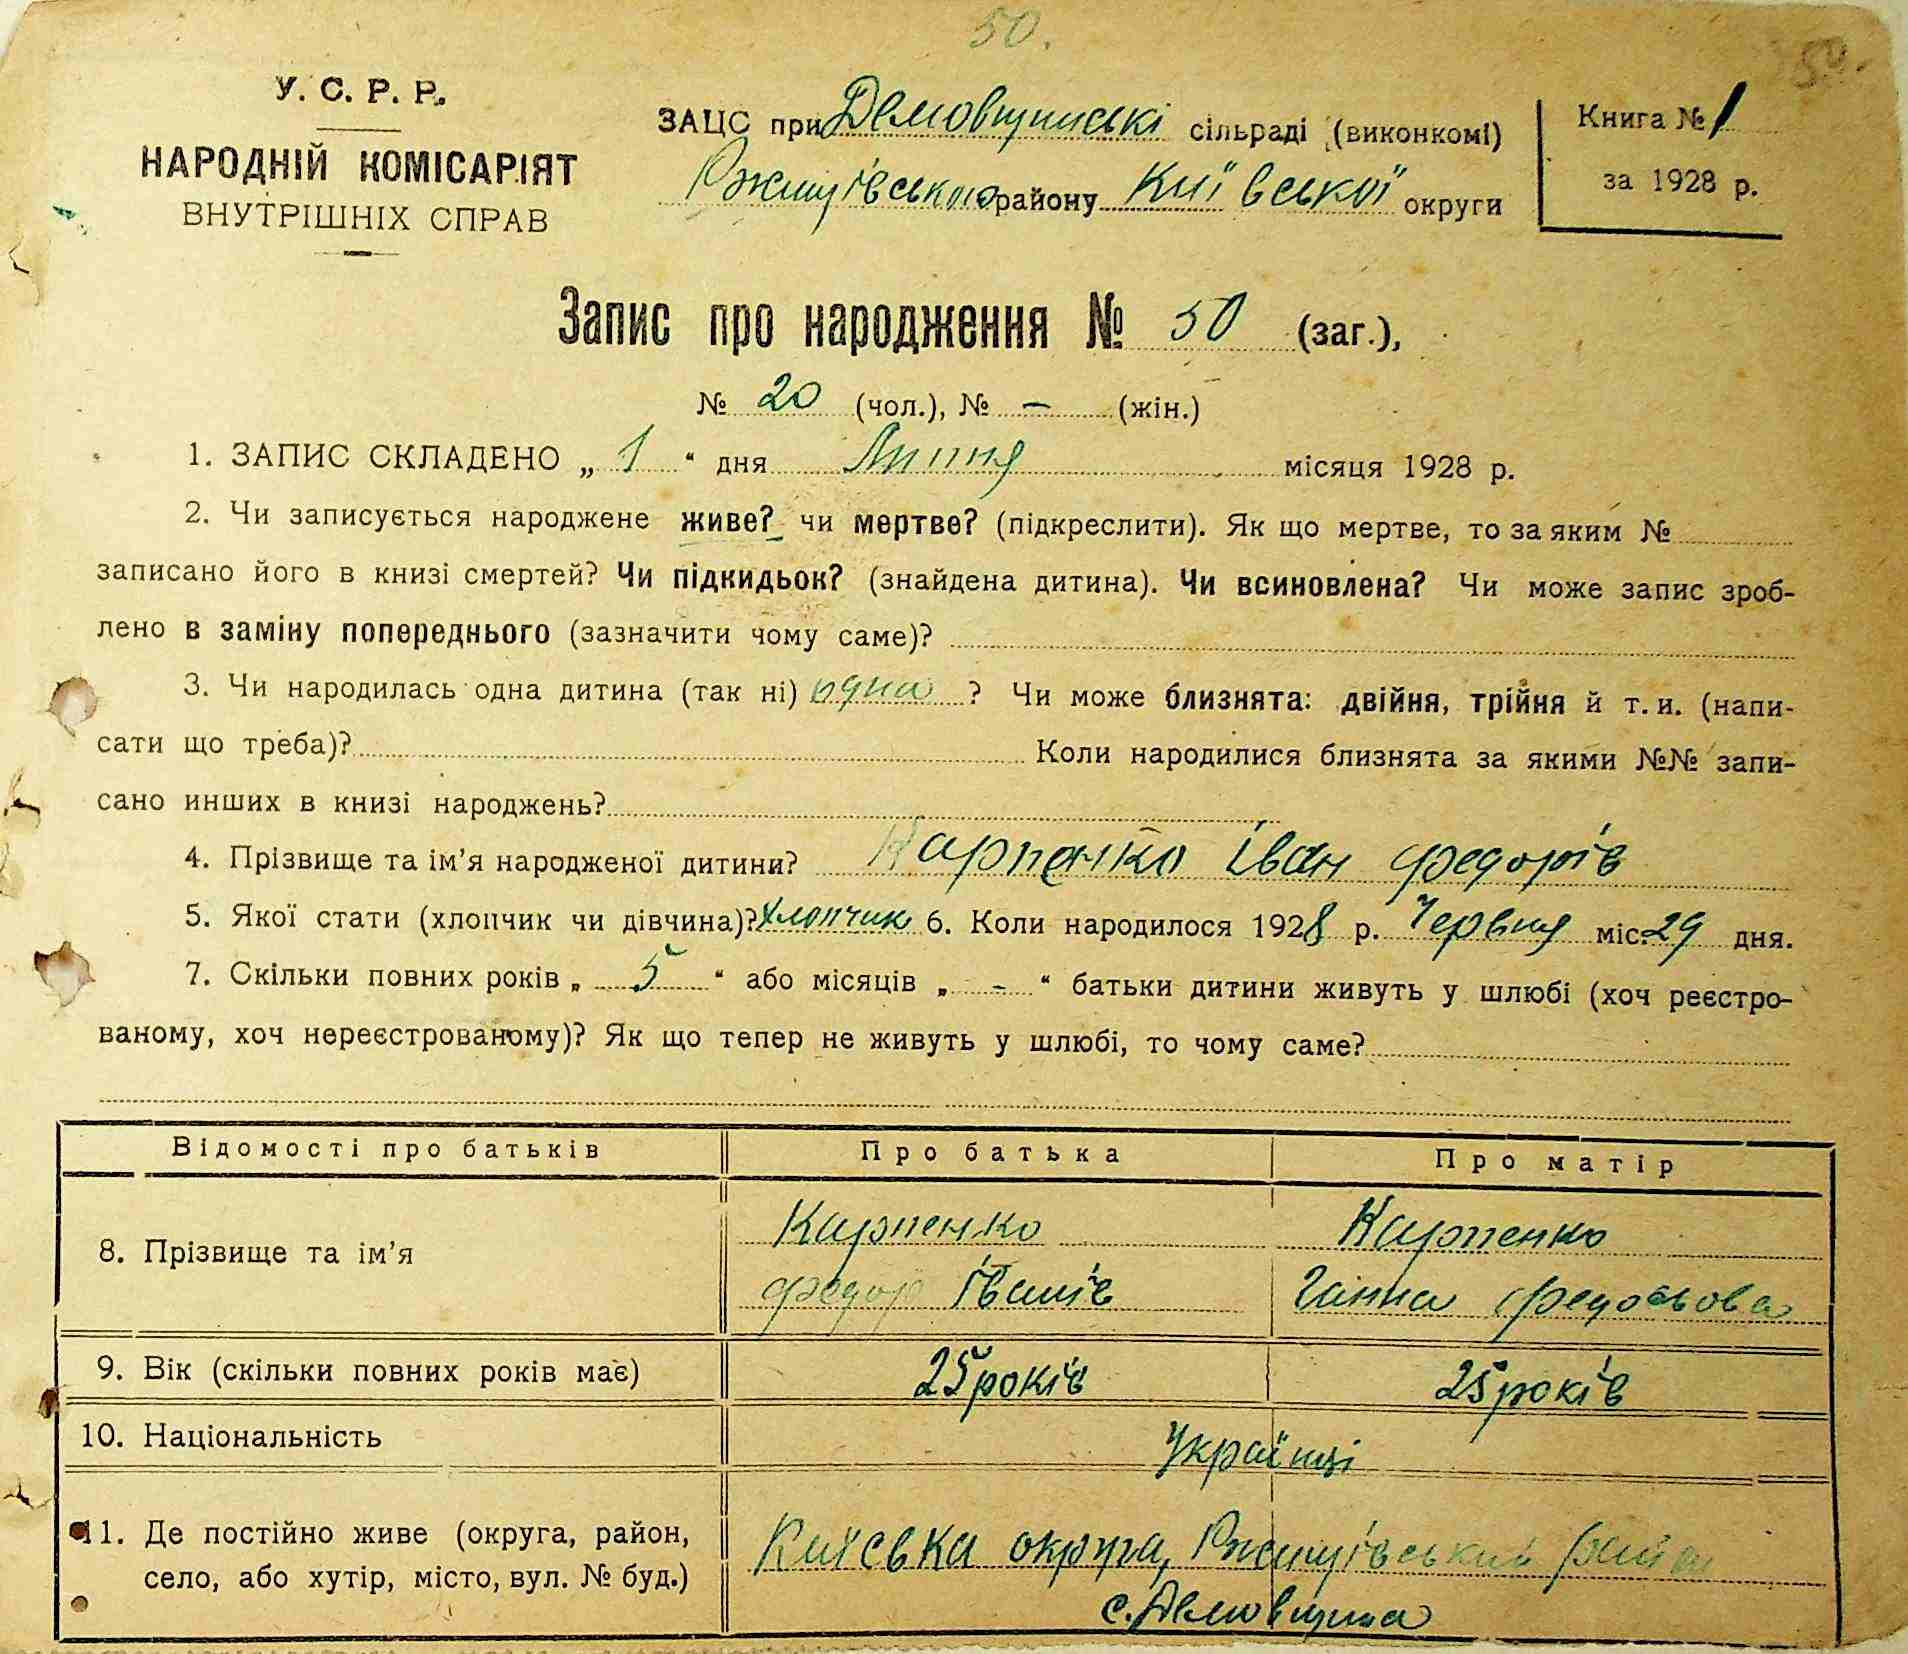 50.
59.
У. С. Р. Р.
НАРОДНІЙ КОМІСАРІЯТ
ВНУТРІШНІХ СПРАВ
ЗАЦС при Демовщинські сільраді (виконкомі)
Ржищівського району Київської округи
Книга № 1
за 1928 р.
Запис про народження № 50 (заг.),
№ 20 (чол.), № – (жін.)
1. ЗАПИС СКЛАДЕНО „ 1 “ дня Липня місяця 1928 р.
2. Чи записується народжене живе? чи мертве? (підкреслити). Як що мертве, то за яким №
записано його в книзі смертей? Чи підкидьок? (знайдена дитина). Чи всиновлена? Чи може запис зроб-
лено в заміну попереднього (зазначити чому саме)?
3. Чи народилась одна дитина (так ні) одна ? Чи може близнята: двійня, трійня й т. и. (напи-
сати що треба)? Коли народилися близнята за якими №№ запи-
сано инших в книзі народжень?
4. Прізвище та ім’я народженої дитини? Карпенко Іван Федорів
5. Якої стати (хлопчик чи дівчина)? Хлопчик 6. Коли народилося 1928 р. Червня міс. 29 дня.
7. Скільки повних років „ 5 “ або місяців „ - “ батьки дитини живуть у шлюбі (хоч реєстро-
ваному, хоч нереєстрованому)? Як що тепер не живуть у шлюбі, то чому саме?
Відомості про батьків Про батька Про матір
8. Прізвище та ім’я
Карпенко Карпенко
Федор Іванів Ганна Федосьова
9. Вік (скільки повних років має) 25 років 25 років
10. Національність Українці
11. Де постійно живе (округа, район,
село, або хутір, місто, вул. № буд.)
округа, Ржищівський район
с. Демовщина